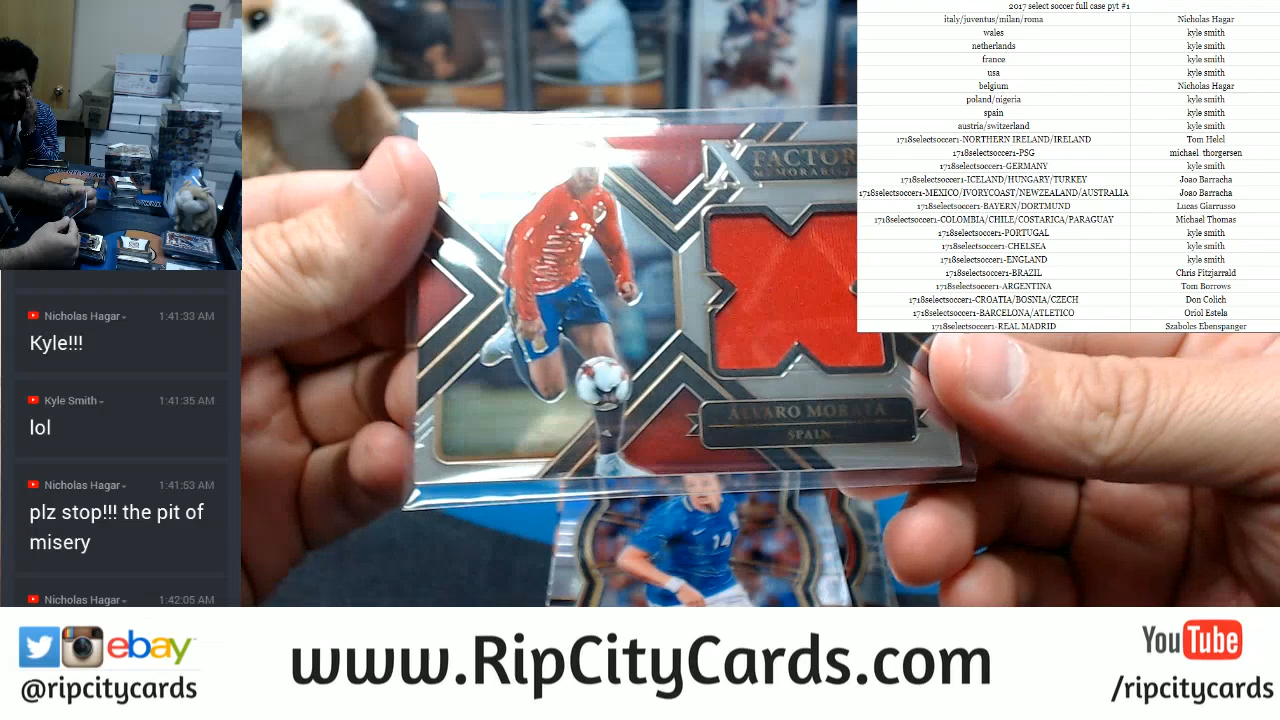 2017 select soccer full case pyt #1
italy/juventus/milan/roma Nicholas Hagar
wales kyle smith
netherlands kyle smith
france kyle smith
usa kyle smith
belgium Nicholas Hagar
poland/nigeria kyle smith
spain kyle smith
austria/switzerland kyle smith
1718selectsoccer1-NORTHERN IRELAND/IRELAND Tom Helcl
1718selectsoccer1-PSG michael thorgersen
1718selectsoccer1-GERMANY kyle smith
1718selectsoccer1-ICELAND/HUNGARY/TURKEY Joao Barracha
1718selectsoccer1-MEXICO/IVORYCOAST/NEWZEALAND/AUSTRALIA Joao Barracha
1718selectsoccer1-BAYERN/DORTMUND Lucas Giarrusso
1718selectsoccer1-COLOMBIA/CHILE/COSTARICA/PARAGUAY Michael Thomas
1718selectsoccer1-PORTUGAL kyle smith
1718selectsoccer1-CHELSEA kyle smith
1718selectsoccer1-ENGLAND kyle smith
1718selectsoccer1-BRAZIL Chris Fitzjarrald
1718selectsoccer1-ARGENTINA Tom Borrows
1718selectsoccer1-CROATIA/BOSNIA/CZECH Don Colich
1718selectsoccer1-BARCELONA/ATLETICO Oriol Estela
1718selectsoccer1-REAL MADRID Szabolcs Ebenspanger
X FACTOR
ÁLVARO MORATA
SPAIN
14
Nicholas Hagar 1:41:33 AM
Kyle!!!
Kyle Smith 1:41:35 AM
lol
Nicholas Hagar 1:41:53 AM
plz stop!!! the pit of
misery
Nicholas Hagar 1:42:05 AM
ebay
@ripcitycards
www.RipCityCards.com
YouTube
/ripcitycards